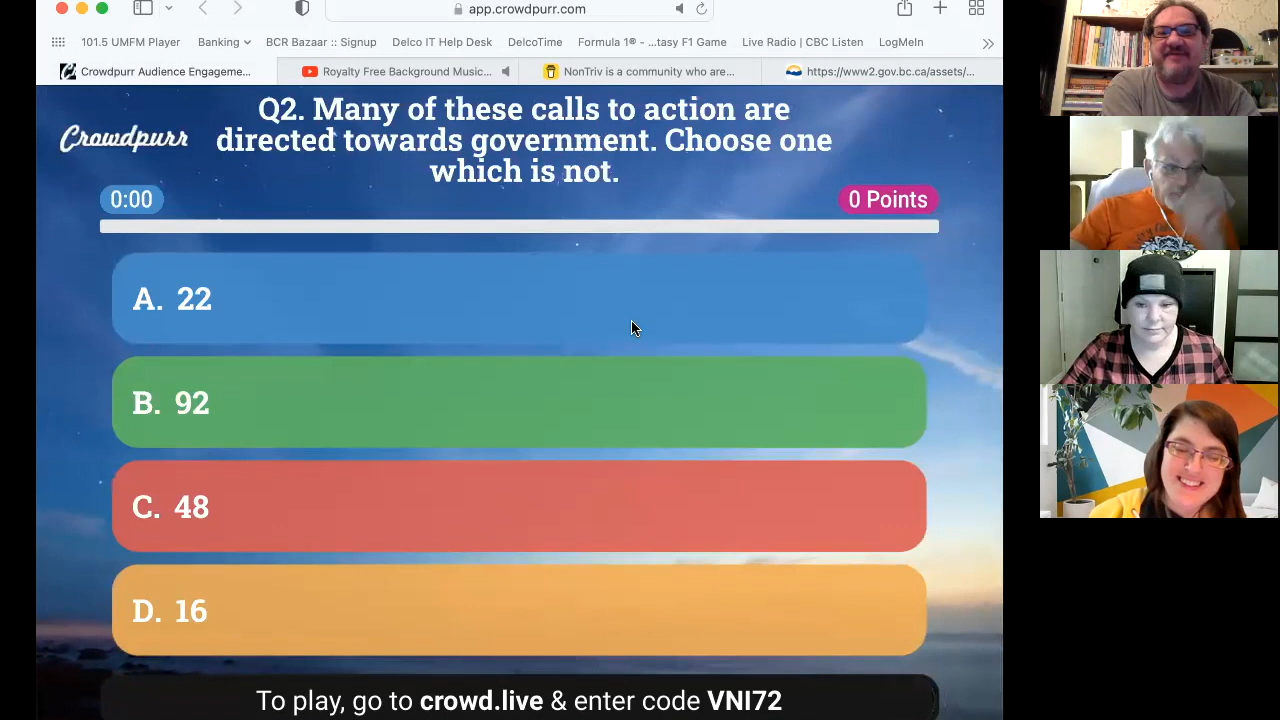 app.crowdpurr.com
101.5 UMFM Player Banking BCR Bazaar :: Signup Delco IT Help Desk DelcoTime Formula 1® - ...tasy F1 Game Live Radio | CBC Listen LogMeIn
Crowdpurr Audience Engageme... Royalty Free Background Music... NonTriv is a community who are... https://www2.gov.bc.ca/assets/...
Crowdpurr
Q2. Many of these calls to action are
directed towards government. Choose one
which is not.
0:00 0 Points
A. 22
B. 92
C. 48
D. 16
To play, go to crowd.live & enter code VNI72